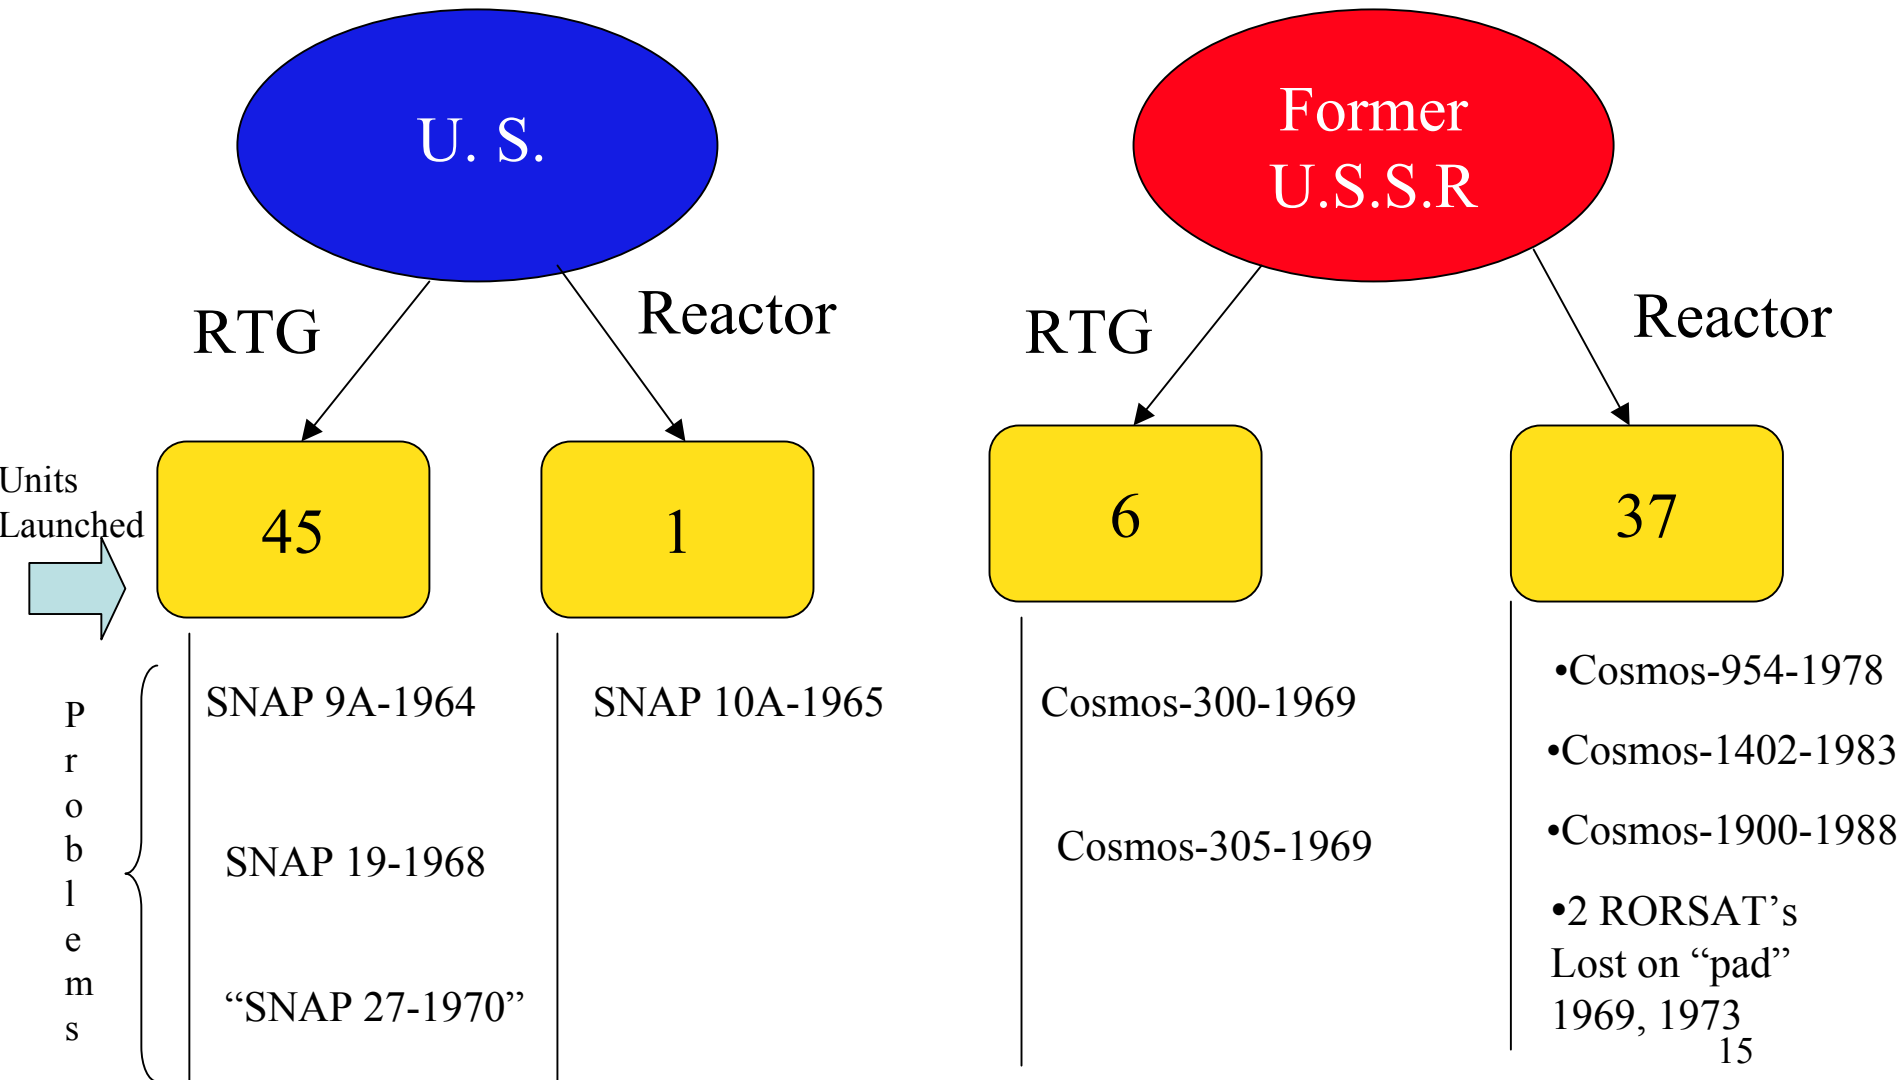 U. S.
Former
U.S.S.R
RTG
Reactor
RTG
Reactor
Units
Launched
45
1
6
37
Problems
SNAP 9A-1964
SNAP 19-1968
“SNAP 27-1970”
SNAP 10A-1965
Cosmos-300-1969
Cosmos-305-1969
•Cosmos-954-1978
•Cosmos-1402-1983
•Cosmos-1900-1988
•2 RORSAT’s
Lost on “pad”
1969, 1973
15